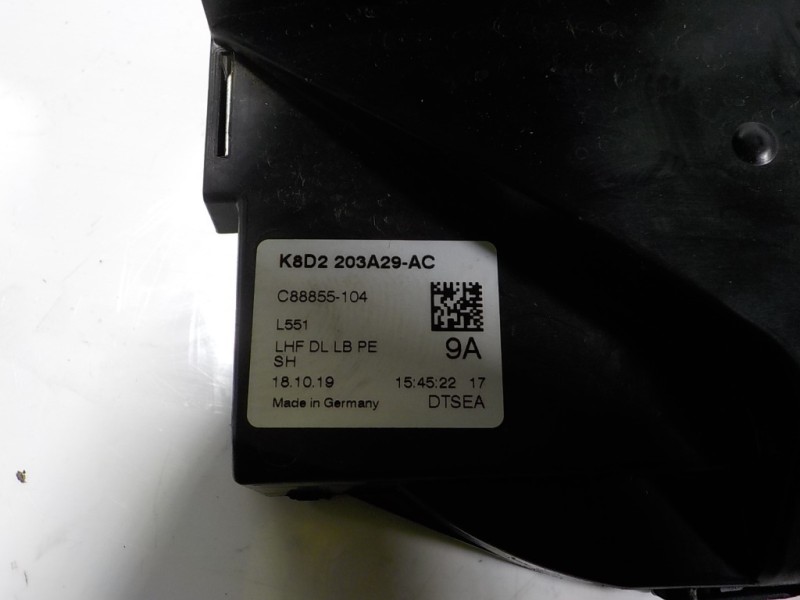 K8D2 203A29-AC
C88855-104
L551
LHF DL LB PE
SH
9A
18.10.19 15:45:22 17
Made in Germany DTSEA